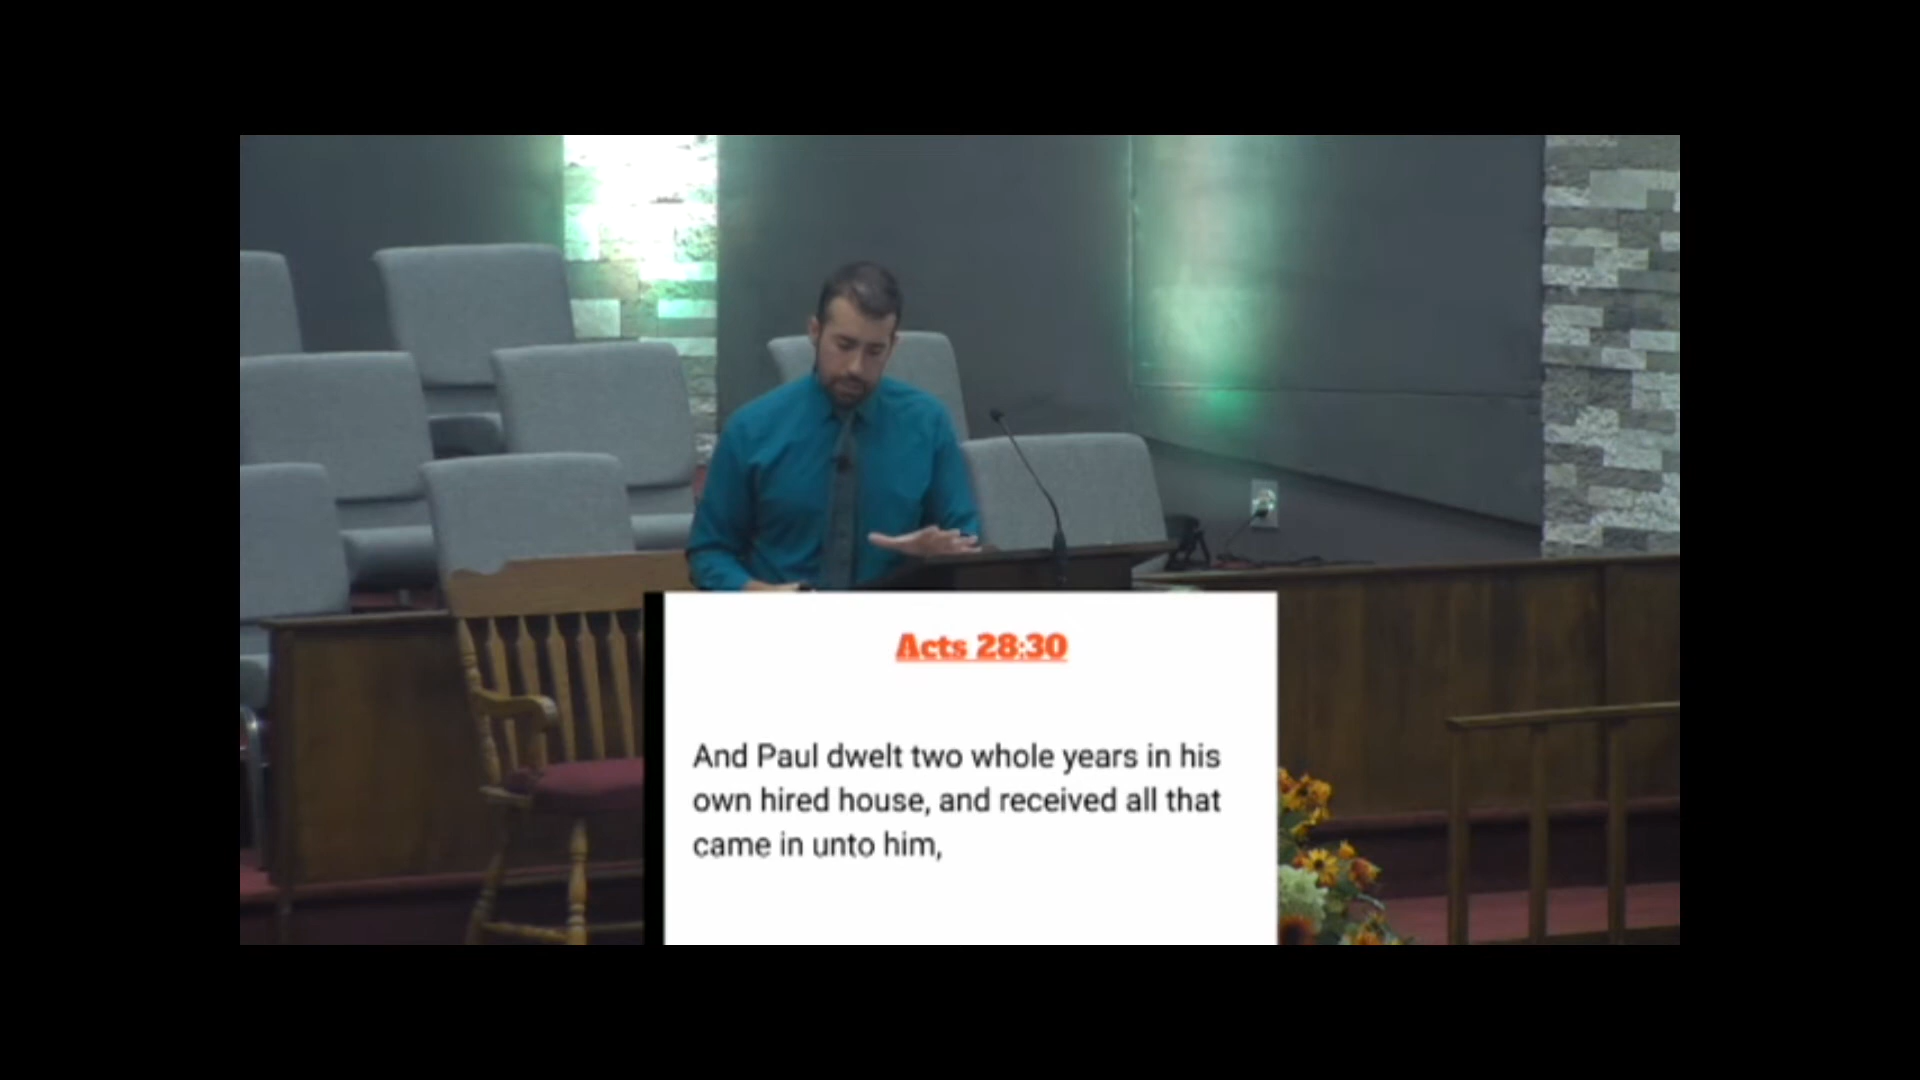 Acts 28:30
And Paul dwelt two whole years in his
own hired house, and received all that
came in unto him,